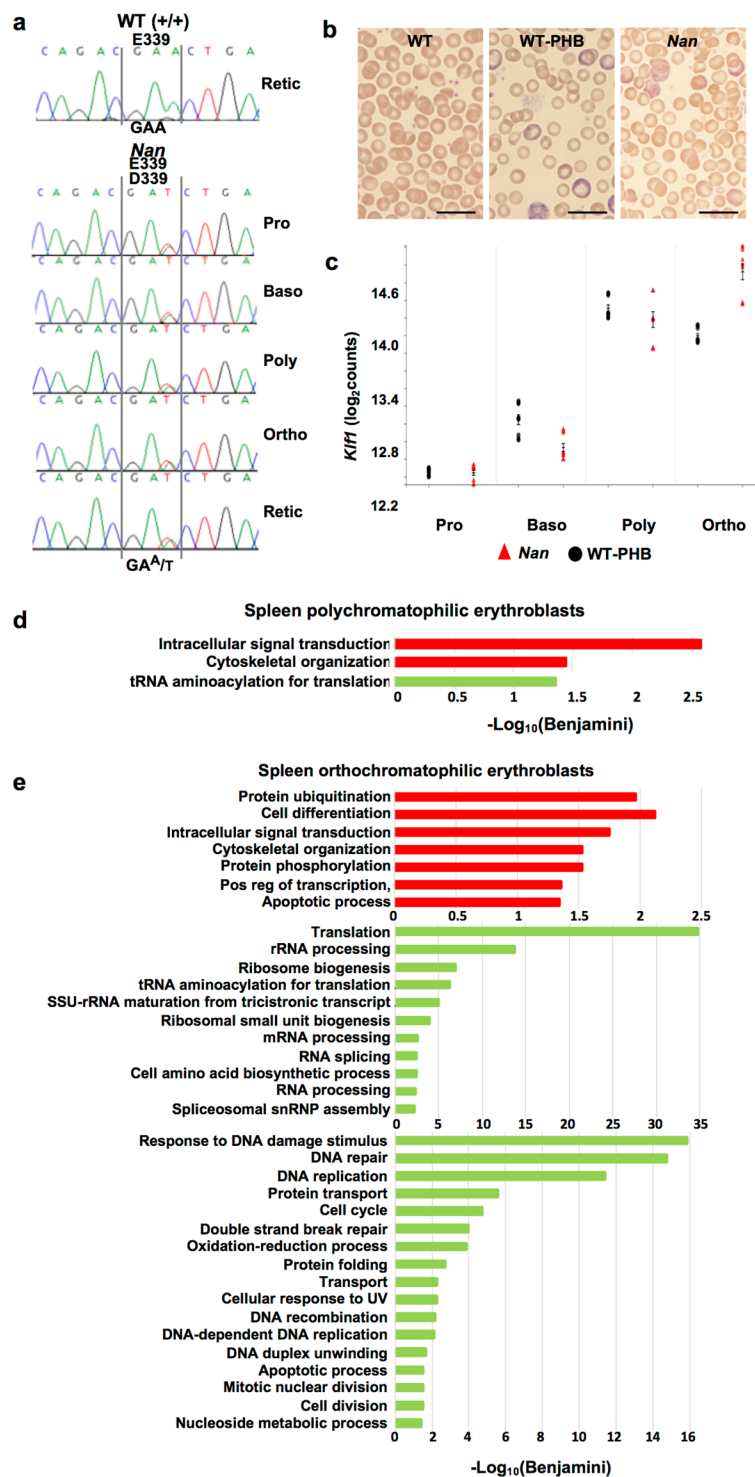 a
WT (+/+)
E339
C A G A C G A A C T G A
Retic
GAA
Nan
E339
D339
C A G A C G A T C T G A
Pro
C A G A C G A T C T G A
Baso
C A G A C G A T C T G A
Poly
C A G A C G A T C T G A
Ortho
C A G A C G A T C T G A
Retic
GAA/T
b
WT
WT-PHB
Nan
c
Klf1 (log2counts)
14.6
14.0
13.4
12.8
12.2
Pro Baso Poly Ortho
Nan WT-PHB
d
Spleen polychromatophilic erythroblasts
Intracellular signal transduction
Cytoskeletal organization
tRNA aminoacylation for translation
0 0.5 1 1.5 2 2.5
-Log10(Benjamini)
e
Spleen orthochromatophilic erythroblasts
Protein ubiquitination
Cell differentiation
Intracellular signal transduction
Cytoskeletal organization
Protein phosphorylation
Pos reg of transcription,
Apoptotic process
0 0.5 1 1.5 2 2.5
Translation
rRNA processing
Ribosome biogenesis
tRNA aminoacylation for translation
SSU-rRNA maturation from tricistronic transcript
Ribosomal small unit biogenesis
mRNA processing
RNA splicing
Cell amino acid biosynthetic process
RNA processing
Spliceosomal snRNP assembly
0 5 10 15 20 25 30 35
Response to DNA damage stimulus
DNA repair
DNA replication
Protein transport
Cell cycle
Double strand break repair
Oxidation-reduction process
Protein folding
Transport
Cellular response to UV
DNA recombination
DNA-dependent DNA replication
DNA duplex unwinding
Apoptotic process
Mitotic nuclear division
Cell division
Nucleoside metabolic process
0 2 4 6 8 10 12 14 16
-Log10(Benjamini)